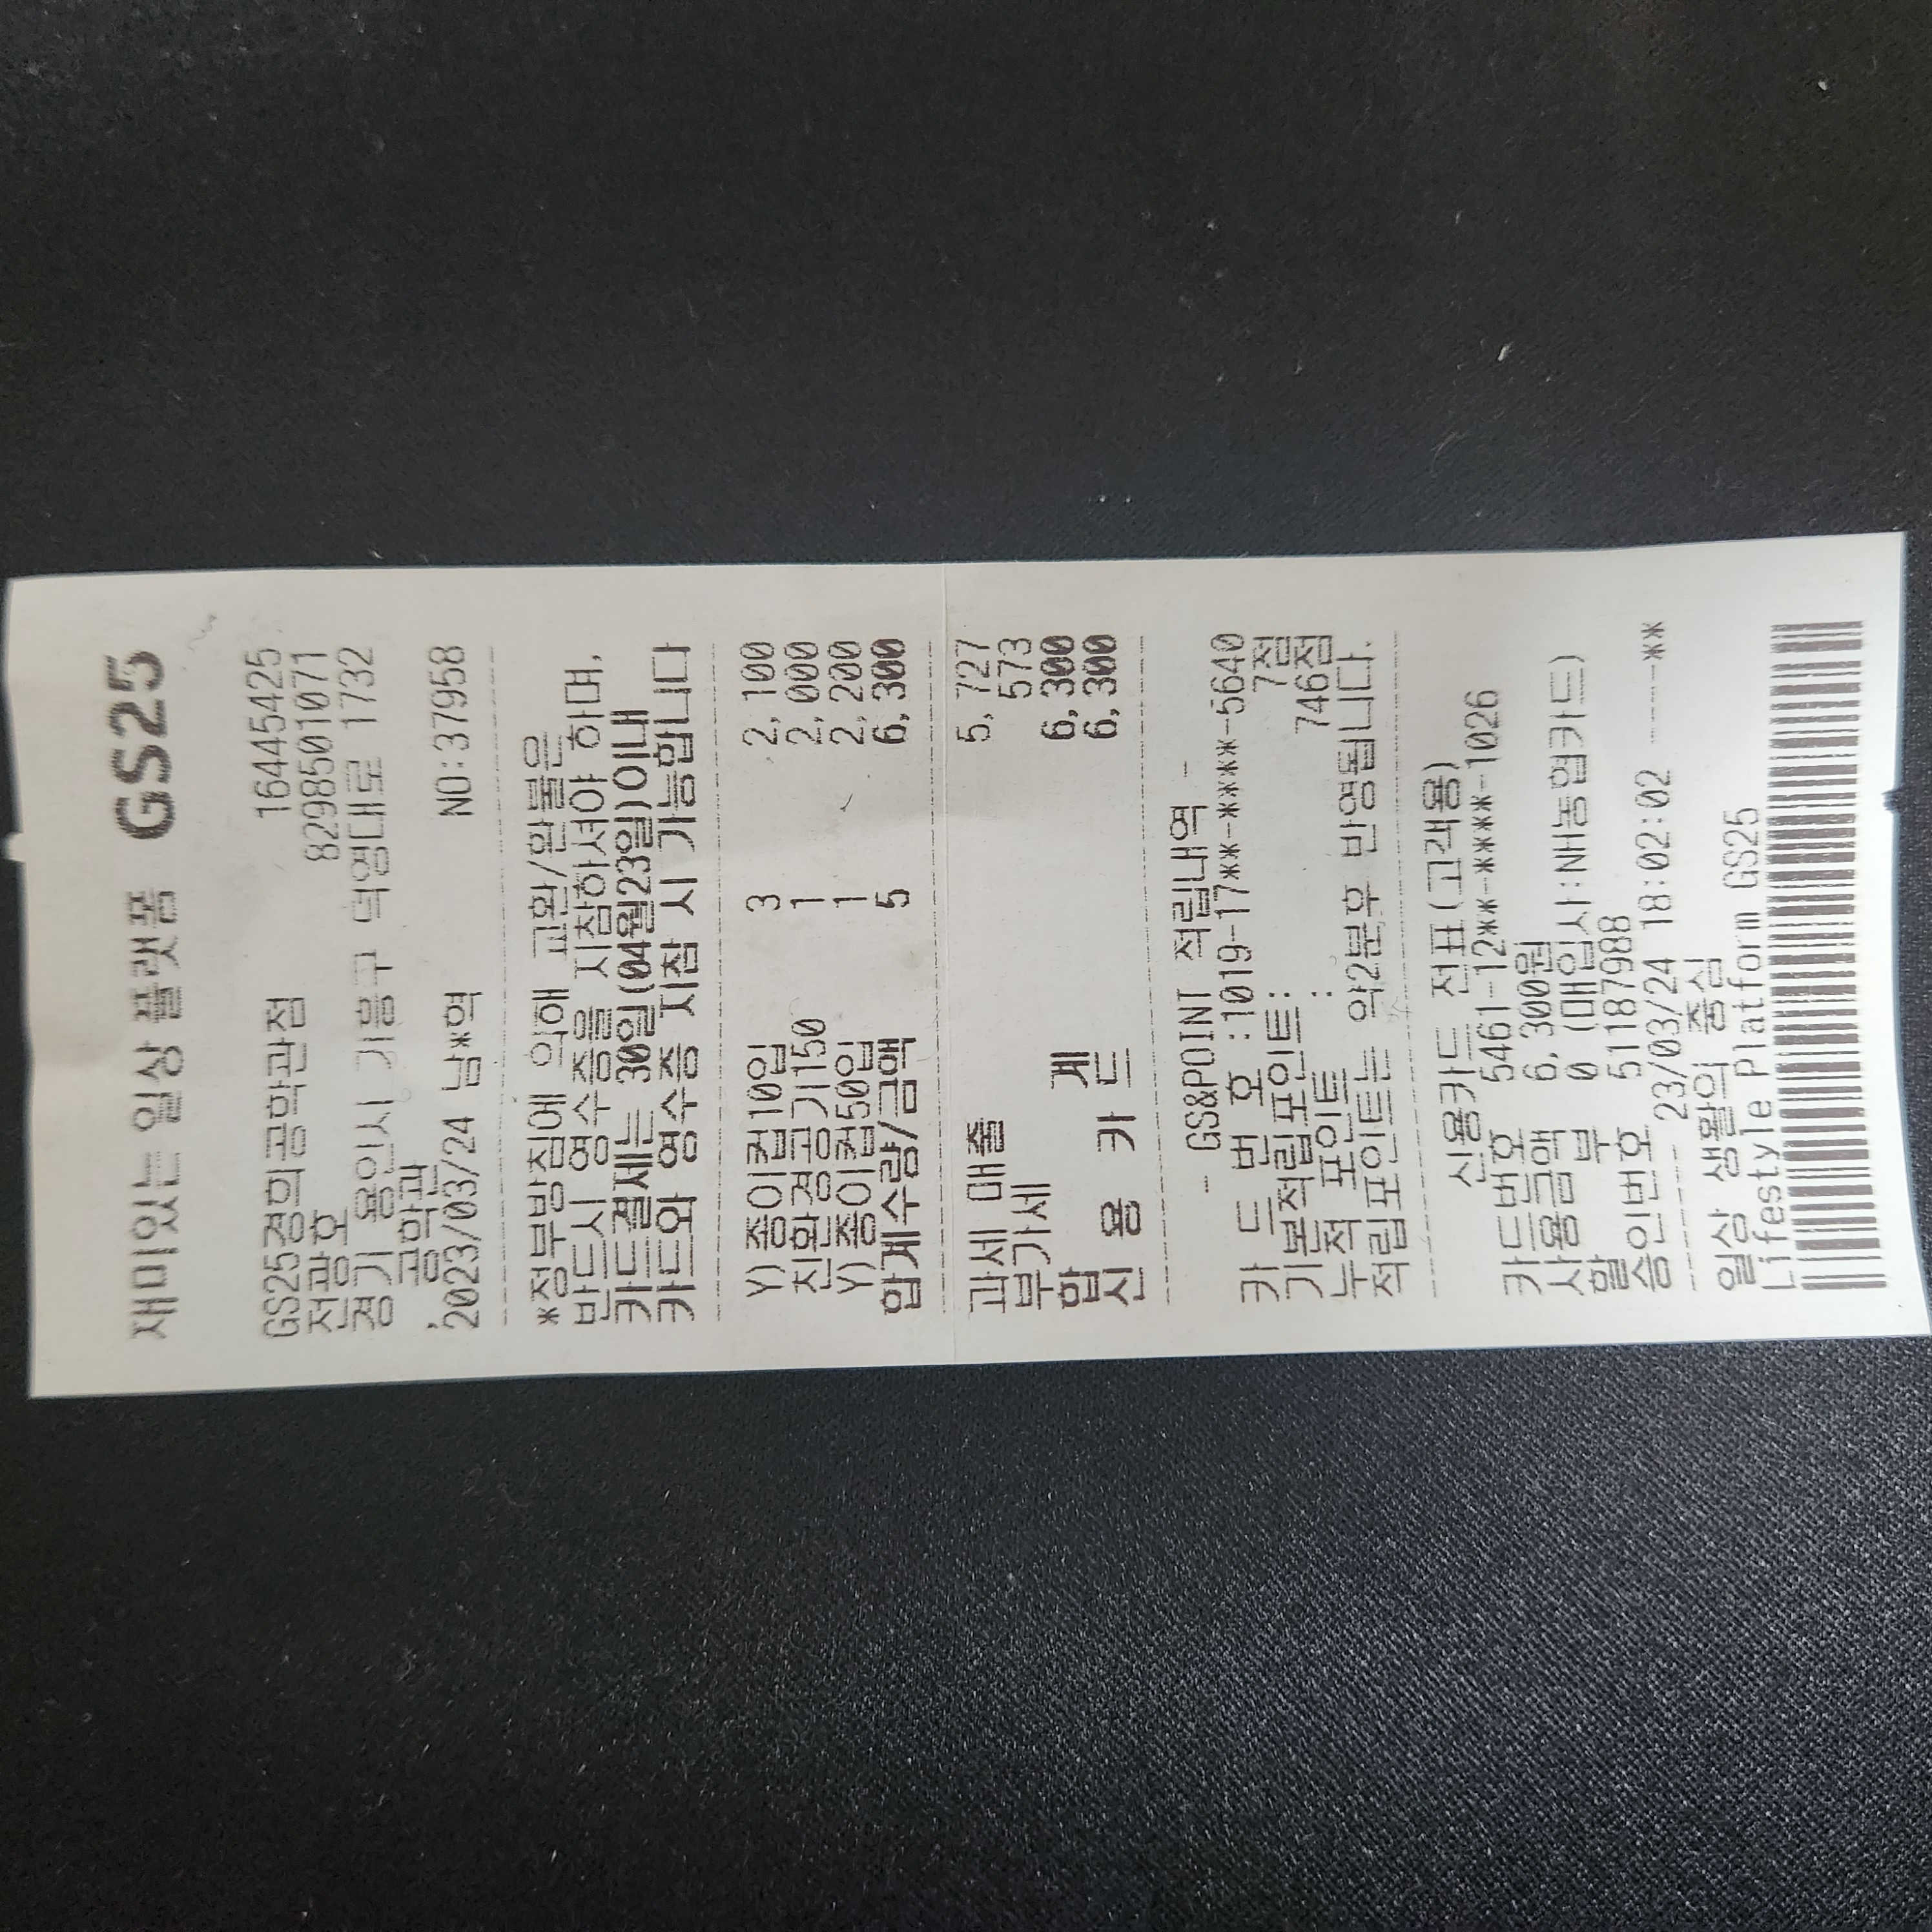 재미있는 일상 플랫폼 GS25
GS25경희공학관점 16445425
전광호 8298501071
경기 용인시 기흥구 덕영대로 1732
, 공학관
2023/03/24 남*혁 NO:37958
*정부방침에 의해 교환/환불은
반드시 영수증을 지참하셔야 하며,
카드결제는 30일(04월23일)이내
카드와 영수증 지참 시 가능합니다
Y)종이컵10입 3 2,100
친환경공기150 1 2,000
Y)종이컵50입 1 2,200
합계수량/금액 5 6,300
과세 매출 5,727
부가세 573
합 계 6,300
신 용 카 드 6,300
- GS&POINT 적립내역 -
카 드 번 호 :1019-17**-****-5640
기본적립포인트: 7점
누적 포인트 : 746점
적립포인트는 약2분후 반영됩니다.
신용카드 전표(고객용)
카드번호 5461-12**-****-1026
사용금액 6,300원
할 부 0 (매입사:NH농협카드)
승인번호 51187988
------- 23/03/24 18:02:02 ----**
일상 생활의 중심
Lifestyle Platform GS25